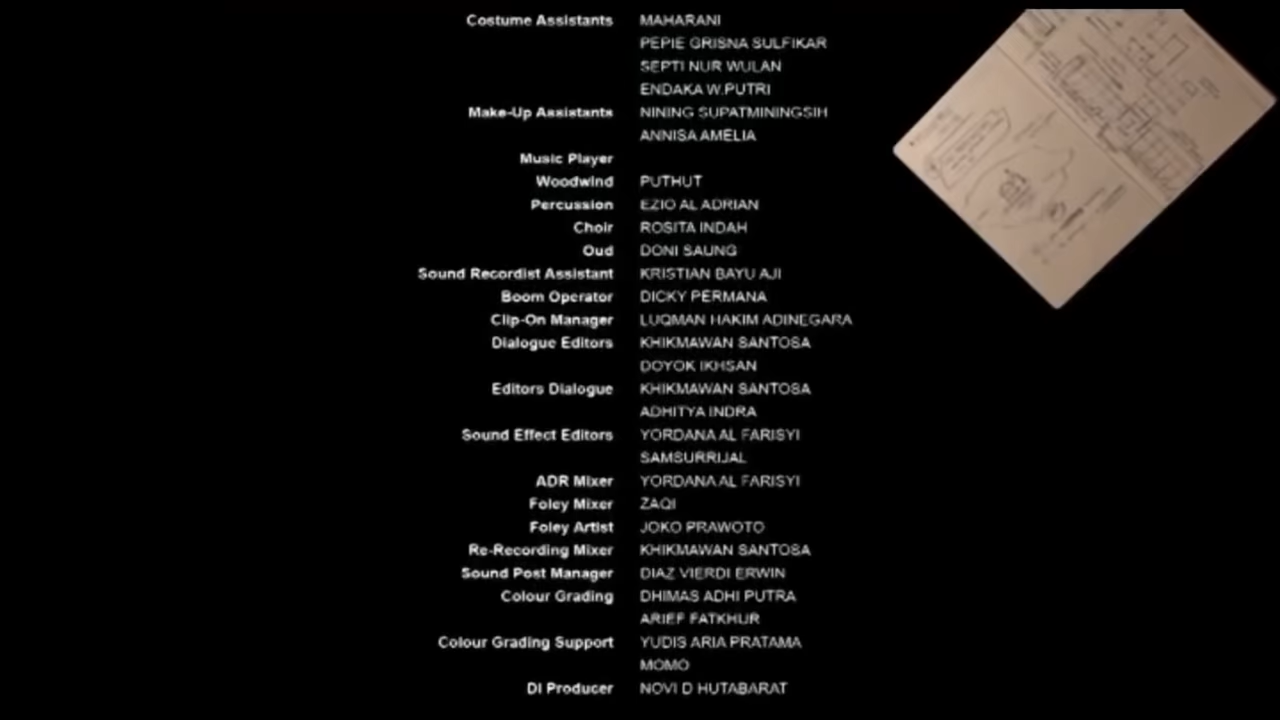 Costume Assistants MAHARANI
PEPIE GRISNA SULFIKAR
SEPTI NUR WULAN
ENDAKA W.PUTRI
Make-Up Assistants NINING SUPATMININGSIH
ANNISA AMELIA
Music Player
Woodwind PUTHUT
Percussion EZIO AL ADRIAN
Choir ROSITA INDAH
Oud DONI SAUNG
Sound Recordist Assistant KRISTIAN BAYU AJI
Boom Operator DICKY PERMANA
Clip-On Manager LUQMAN HAKIM ADINEGARA
Dialogue Editors KHIKMAWAN SANTOSA
DOYOK IKHSAN
Editors Dialogue KHIKMAWAN SANTOSA
ADHITYA INDRA
Sound Effect Editors YORDANA AL FARISYI
SAMSURRIJAL
ADR Mixer YORDANA AL FARISYI
Foley Mixer ZAQI
Foley Artist JOKO PRAWOTO
Re-Recording Mixer KHIKMAWAN SANTOSA
Sound Post Manager DIAZ VIERDI ERWIN
Colour Grading DHIMAS ADHI PUTRA
ARIEF FATKHUR
Colour Grading Support YUDIS ARIA PRATAMA
MOMO
DI Producer NOVI D HUTABARAT